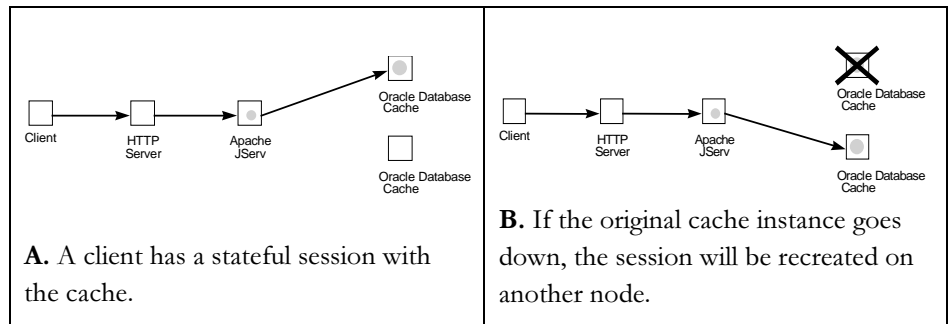 Oracle Database
Cache
Client
HTTP
Server
Apache
JServ
Oracle Database
Cache
A. A client has a stateful session with
the cache.
Oracle Database
Cache
Client
HTTP
Server
Apache
JServ
Oracle Database
Cache
B. If the original cache instance goes
down, the session will be recreated on
another node.